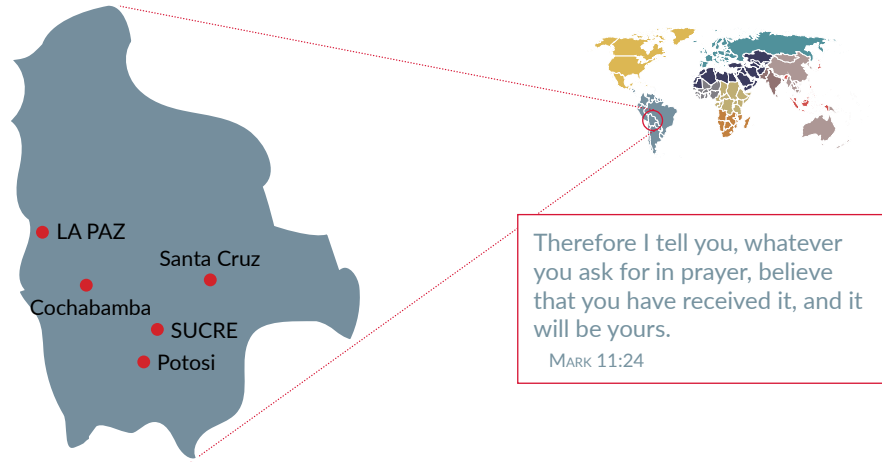 LA PAZ
Santa Cruz
Cochabamba
SUCRE
Potosi
Therefore I tell you, whatever
you ask for in prayer, believe
that you have received it, and it
will be yours.
Mark 11:24